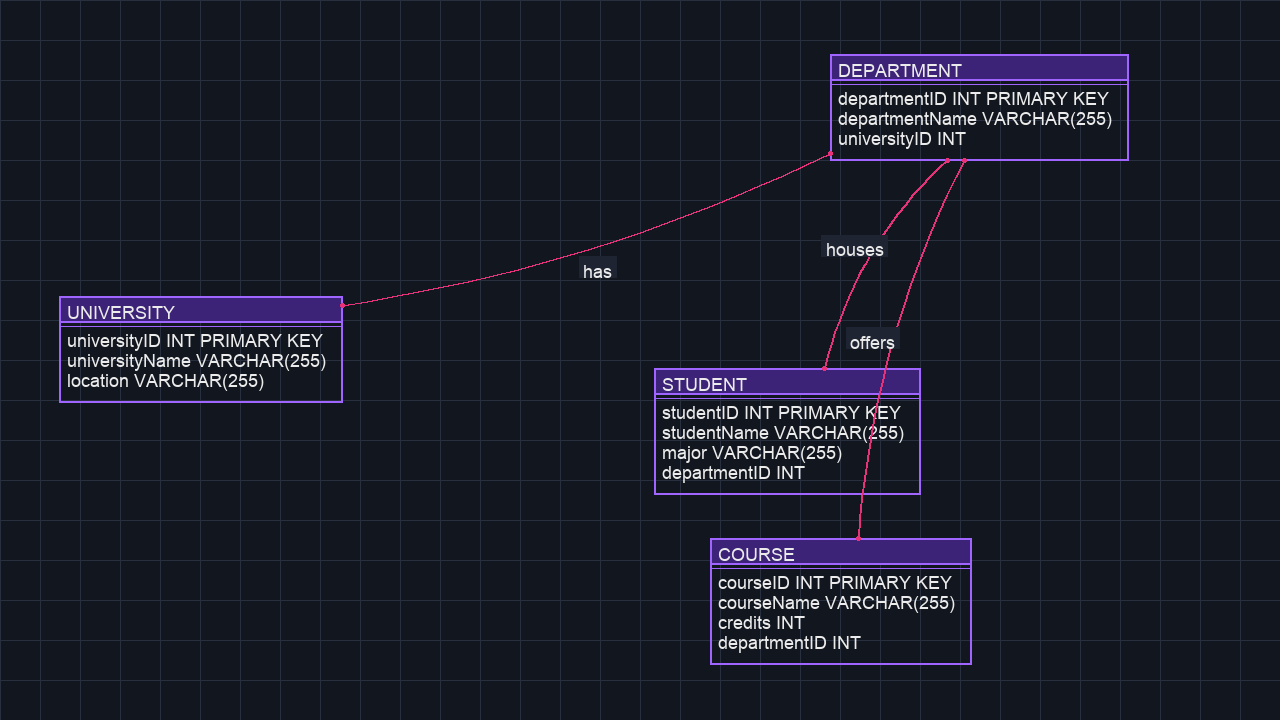 DEPARTMENT
departmentID INT PRIMARY KEY
departmentName VARCHAR(255)
universityID INT
houses
has
UNIVERSITY
universityID INT PRIMARY KEY
universityName VARCHAR(255)
location VARCHAR(255)
offers
STUDENT
studentID INT PRIMARY KEY
studentName VARCHAR(255)
major VARCHAR(255)
departmentID INT
COURSE
courseID INT PRIMARY KEY
courseName VARCHAR(255)
credits INT
departmentID INT